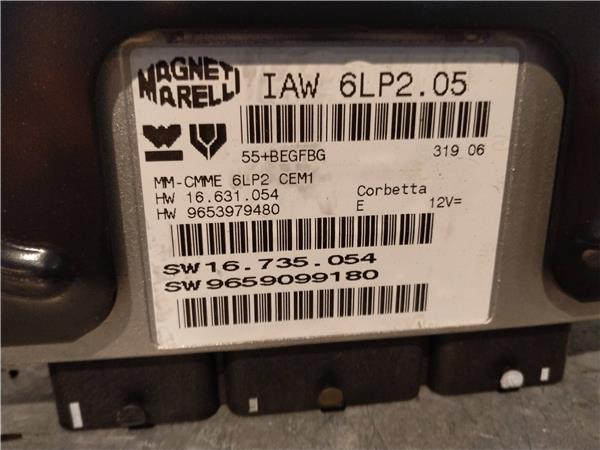 MAGNETI
MARELLI
IAW 6LP2.05
55+BEGFBG 319 06
MM-CMME 6LP2 CEM1
HW 16.631.054 Corbetta
HW 9653979480 E 12V=
SW16.735.054
SW9659099180